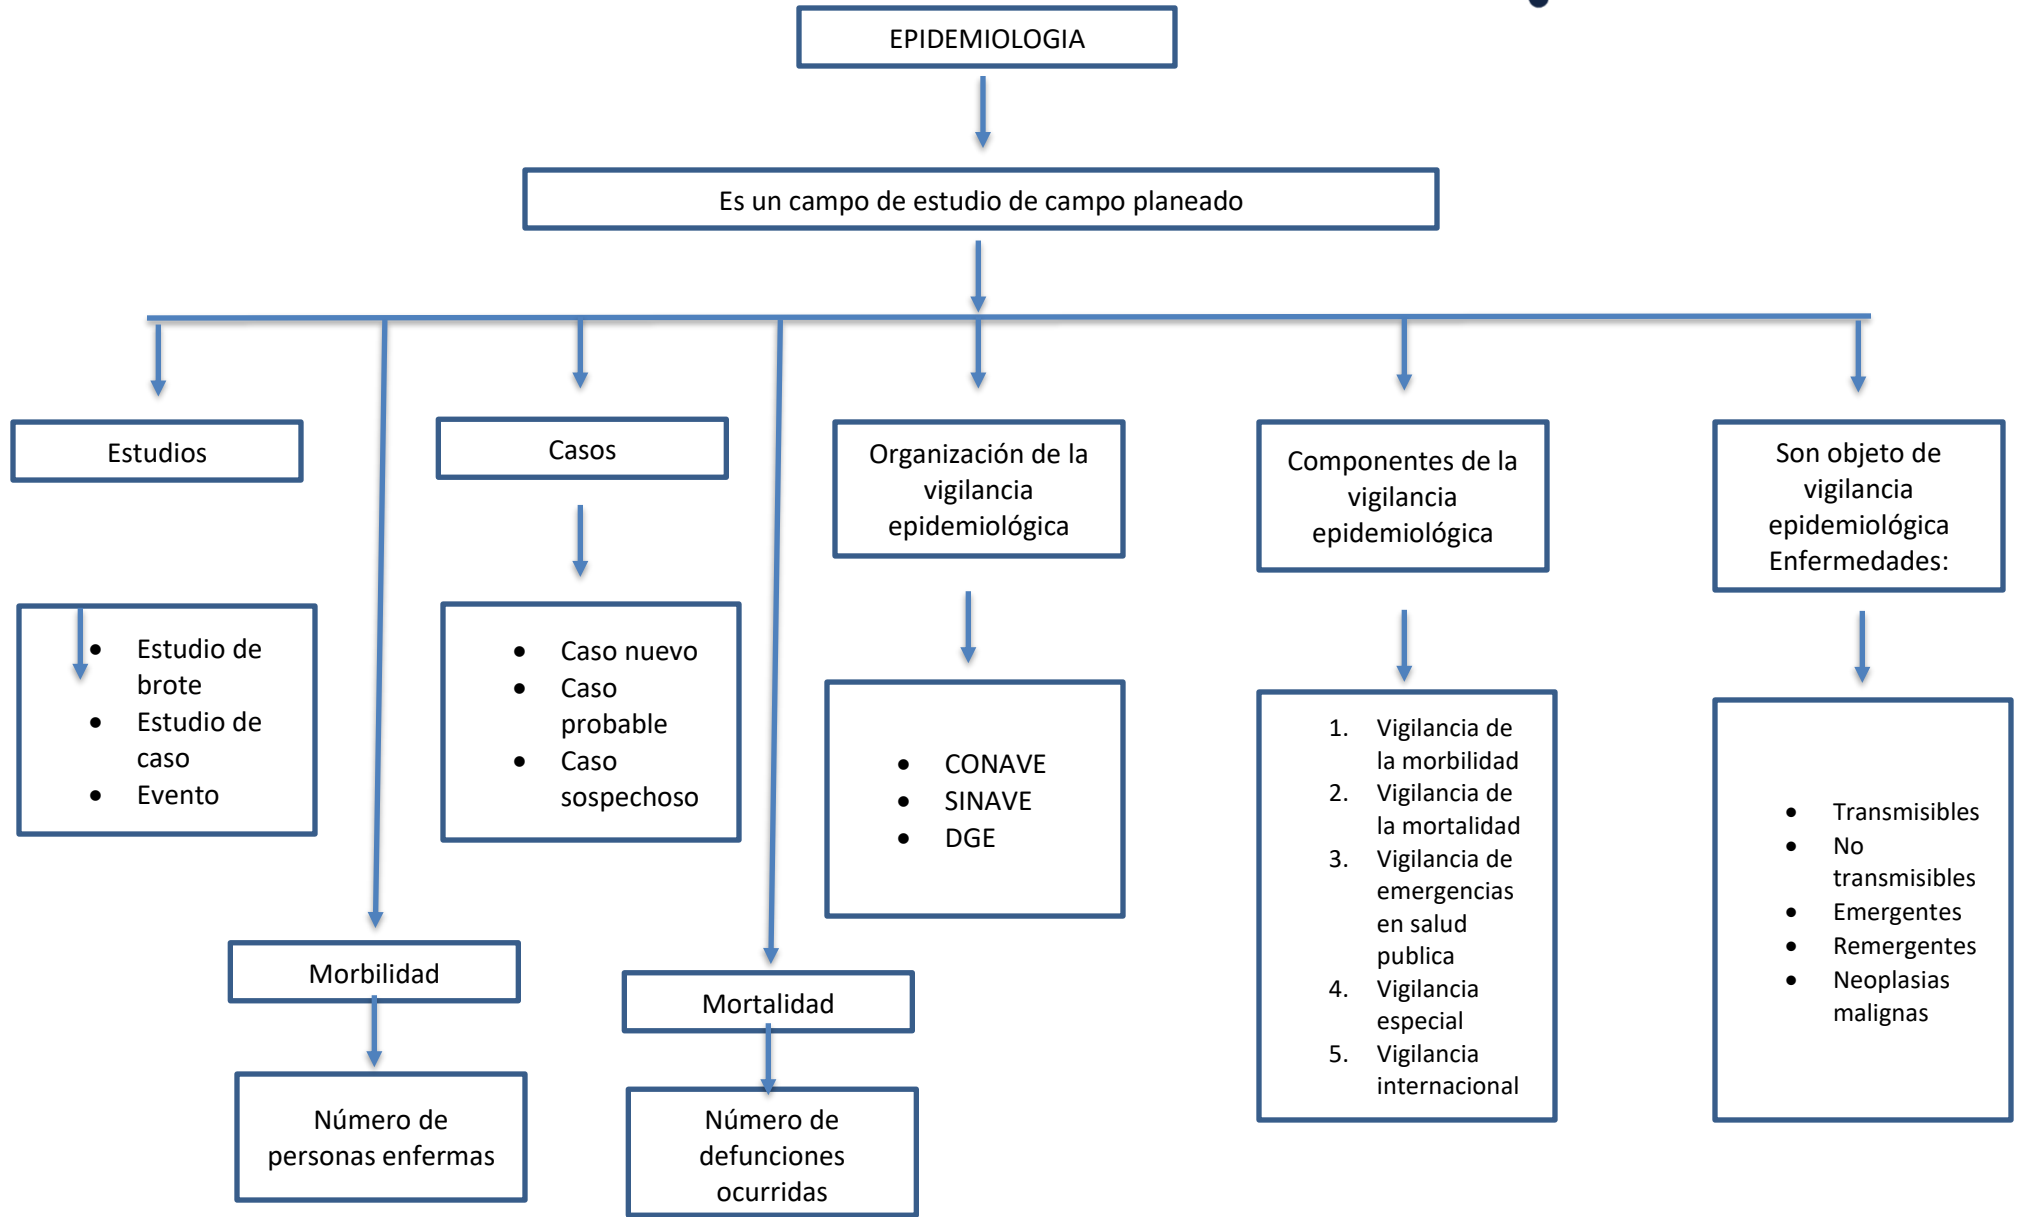 EPIDEMIOLOGIA
Es un campo de estudio de campo planeado
Estudios
• Estudio de
brote
• Estudio de
caso
• Evento
Morbilidad
Número de
personas enfermas
Casos
• Caso nuevo
• Caso
probable
• Caso
sospechoso
Mortalidad
Número de
defunciones
ocurridas
Organización de la
vigilancia
epidemiológica
• CONAVE
• SINAVE
• DGE
Componentes de la
vigilancia
epidemiológica
1. Vigilancia de
la morbilidad
2. Vigilancia de
la mortalidad
3. Vigilancia de
emergencias
en salud
publica
4. Vigilancia
especial
5. Vigilancia
internacional
Son objeto de
vigilancia
epidemiológica
Enfermedades:
• Transmisibles
• No
transmisibles
• Emergentes
• Remergentes
• Neoplasias
malignas